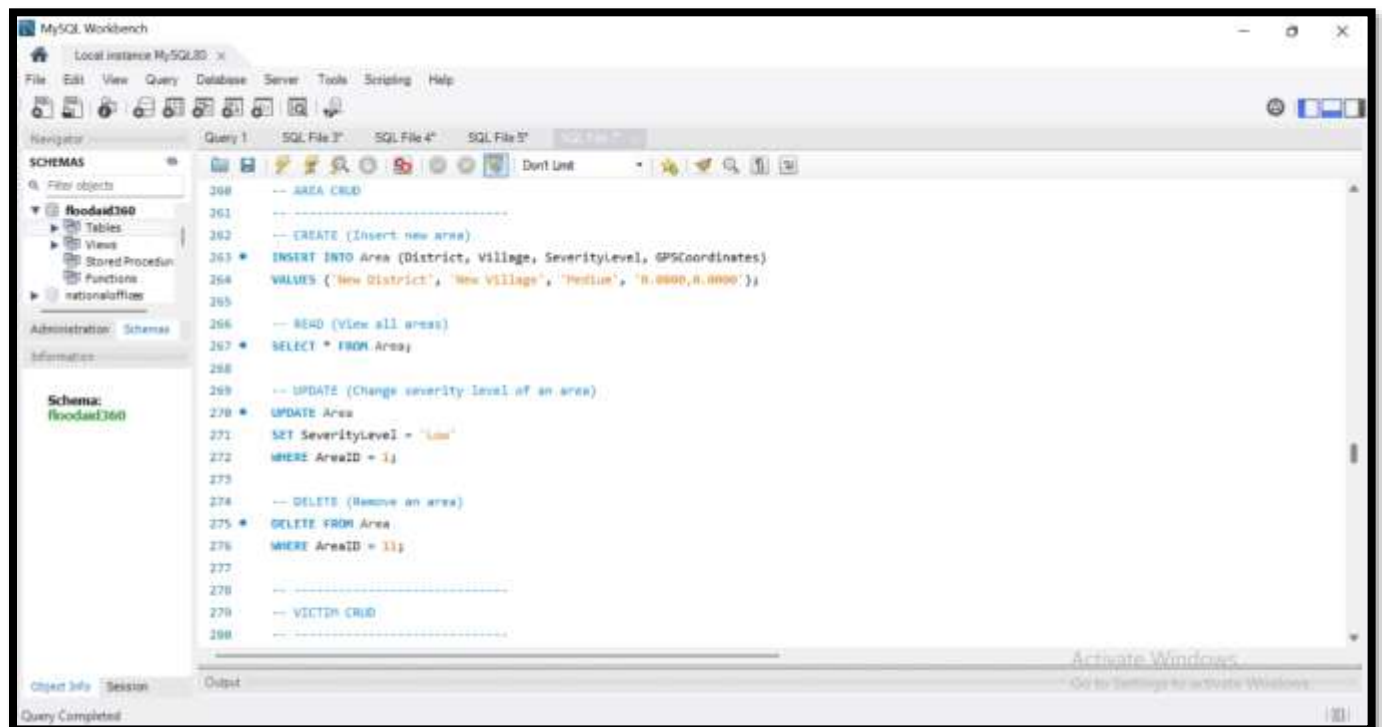 MySQL Workbench
Local instance MySQL80 ×
File Edit View Query Database Server Tools Scripting Help
Navigator
Query 1 SQL File 3* SQL File 4* SQL File 5*
SCHEMAS
Don't Limit
Filter objects
floodaid360
Tables
Views
Stored Procedun
Functions
nationaloffices
Administration Schemas
Information
Schema:
floodaid360
260 -- AREA CRUD
261 -- ------------------------------
262 -- CREATE (Insert new area)
263 INSERT INTO Area (District, Village, SeverityLevel, GPSCoordinates)
264 VALUES ('New District', 'New Village', 'Medium', '0.0000,0.0000');
265
266 -- READ (View all areas)
267 SELECT * FROM Area;
268
269 -- UPDATE (Change severity level of an area)
270 UPDATE Area
271 SET SeverityLevel = 'Low'
272 WHERE AreaID = 1;
273
274 -- DELETE (Remove an area)
275 DELETE FROM Area
276 WHERE AreaID = 11;
277
278 -- ------------------------------
279 -- VICTIM CRUD
280 -- ------------------------------
Activate Windows
Go to Settings to activate Windows.
Object Info Session
Output
Query Completed